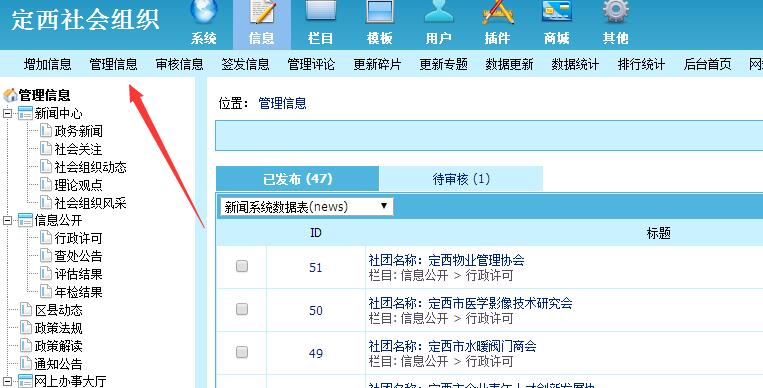 定西社会组织
系统 信息 栏目 模板 用户 插件 商城 其他
增加信息 管理信息 审核信息 签发信息 管理评论 更新碎片 更新专题 数据更新 数据统计 排行统计 后台首页 网
管理信息
新闻中心
政务新闻
社会关注
社会组织动态
理论观点
社会组织风采
信息公开
行政许可
查处公告
评估结果
年检结果
区县动态
政策法规
政策解读
通知公告
网上办事大厅
位置： 管理信息
已发布 (47) 待审核 (1)
新闻系统数据表(news)
ID 标题
51 社团名称：定西物业管理协会
栏目: 信息公开 > 行政许可
50 社团名称：定西市医学影像技术研究会
栏目: 信息公开 > 行政许可
49 社团名称：定西市水暖阀门商会
栏目: 信息公开 > 行政许可